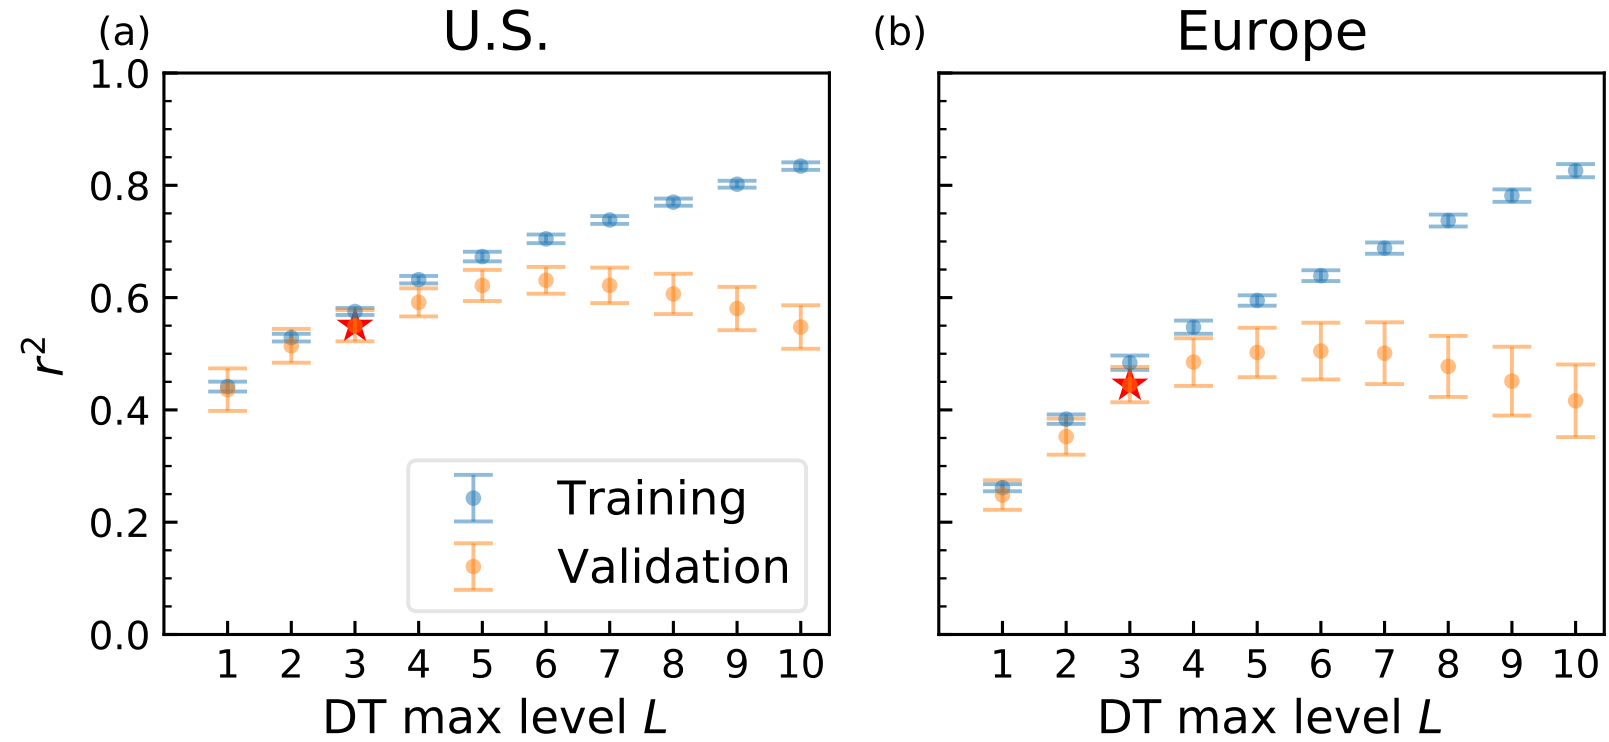 (a) U.S.
(b) Europe
1.0
0.8
0.6
0.4
0.2
0.0
r²
Training
Validation
1 2 3 4 5 6 7 8 9 10
DT max level L
1 2 3 4 5 6 7 8 9 10
DT max level L